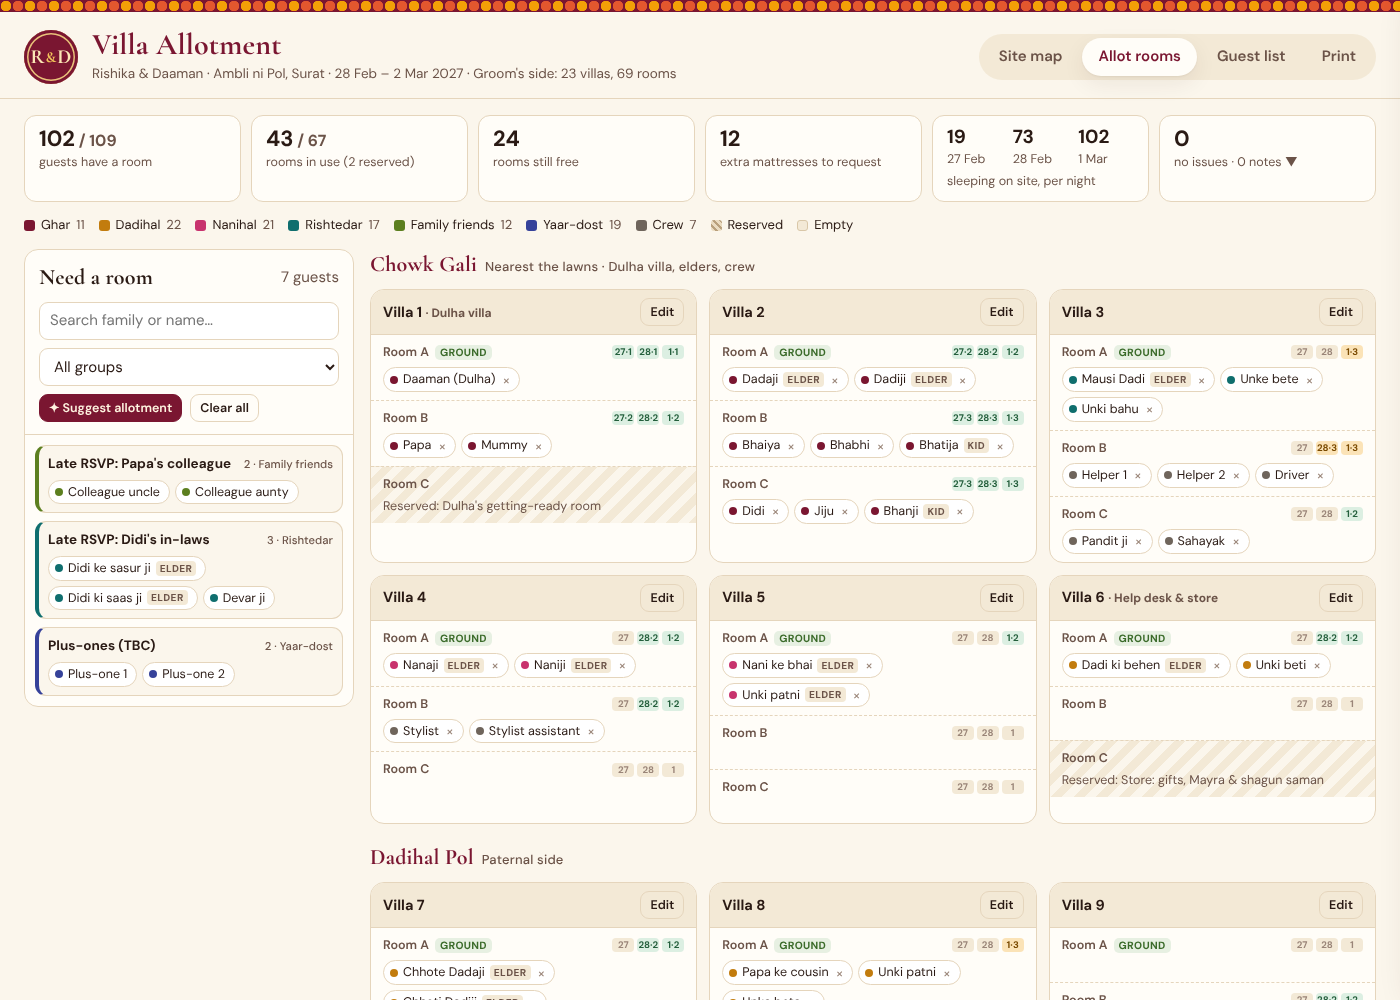 R&D
Villa Allotment
Rishika & Daaman · Ambli ni Pol, Surat · 28 Feb – 2 Mar 2027 · Groom's side: 23 villas, 69 rooms
Site map
Allot rooms
Guest list
Print
102 / 109
guests have a room
43 / 67
rooms in use (2 reserved)
24
rooms still free
12
extra mattresses to request
19 73 102
27 Feb 28 Feb 1 Mar
sleeping on site, per night
0
no issues · 0 notes ▼
Ghar 11 Dadihal 22 Nanihal 21 Rishtedar 17 Family friends 12 Yaar-dost 19 Crew 7 Reserved Empty
Need a room 7 guests
Search family or name...
All groups
✦ Suggest allotment Clear all
Late RSVP: Papa's colleague 2 · Family friends
Colleague uncle Colleague aunty
Late RSVP: Didi's in-laws 3 · Rishtedar
Didi ke sasur ji ELDER
Didi ki saas ji ELDER Devar ji
Plus-ones (TBC) 2 · Yaar-dost
Plus-one 1 Plus-one 2
Chowk Gali Nearest the lawns · Dulha villa, elders, crew
Villa 1 · Dulha villa Edit
Room A GROUND 27·1 28·1 1·1
Daaman (Dulha) ×
Room B 27·2 28·2 1·2
Papa × Mummy ×
Room C
Reserved: Dulha's getting-ready room
Villa 2 Edit
Room A GROUND 27·2 28·2 1·2
Dadaji ELDER × Dadiji ELDER ×
Room B 27·3 28·3 1·3
Bhaiya × Bhabhi × Bhatija KID ×
Room C 27·3 28·3 1·3
Didi × Jiju × Bhanji KID ×
Villa 3 Edit
Room A GROUND 27 28 1·3
Mausi Dadi ELDER × Unke bete ×
Unki bahu ×
Room B 27 28·3 1·3
Helper 1 × Helper 2 × Driver ×
Room C 27 28 1·2
Pandit ji × Sahayak ×
Villa 4 Edit
Room A GROUND 27 28·2 1·2
Nanaji ELDER × Naniji ELDER ×
Room B 27 28·2 1·2
Stylist × Stylist assistant ×
Room C 27 28 1
Villa 5 Edit
Room A GROUND 27 28 1·2
Nani ke bhai ELDER ×
Unki patni ELDER ×
Room B 27 28 1
Room C 27 28 1
Villa 6 · Help desk & store Edit
Room A GROUND 27 28·2 1·2
Dadi ki behen ELDER × Unki beti ×
Room B 27 28 1
Room C
Reserved: Store: gifts, Mayra & shagun saman
Dadihal Pol Paternal side
Villa 7 Edit
Room A GROUND 27 28·2 1·2
Chhote Dadaji ELDER ×
Villa 8 Edit
Room A GROUND 27 28 1·3
Papa ke cousin × Unki patni ×
Villa 9 Edit
Room A GROUND 27 28 1